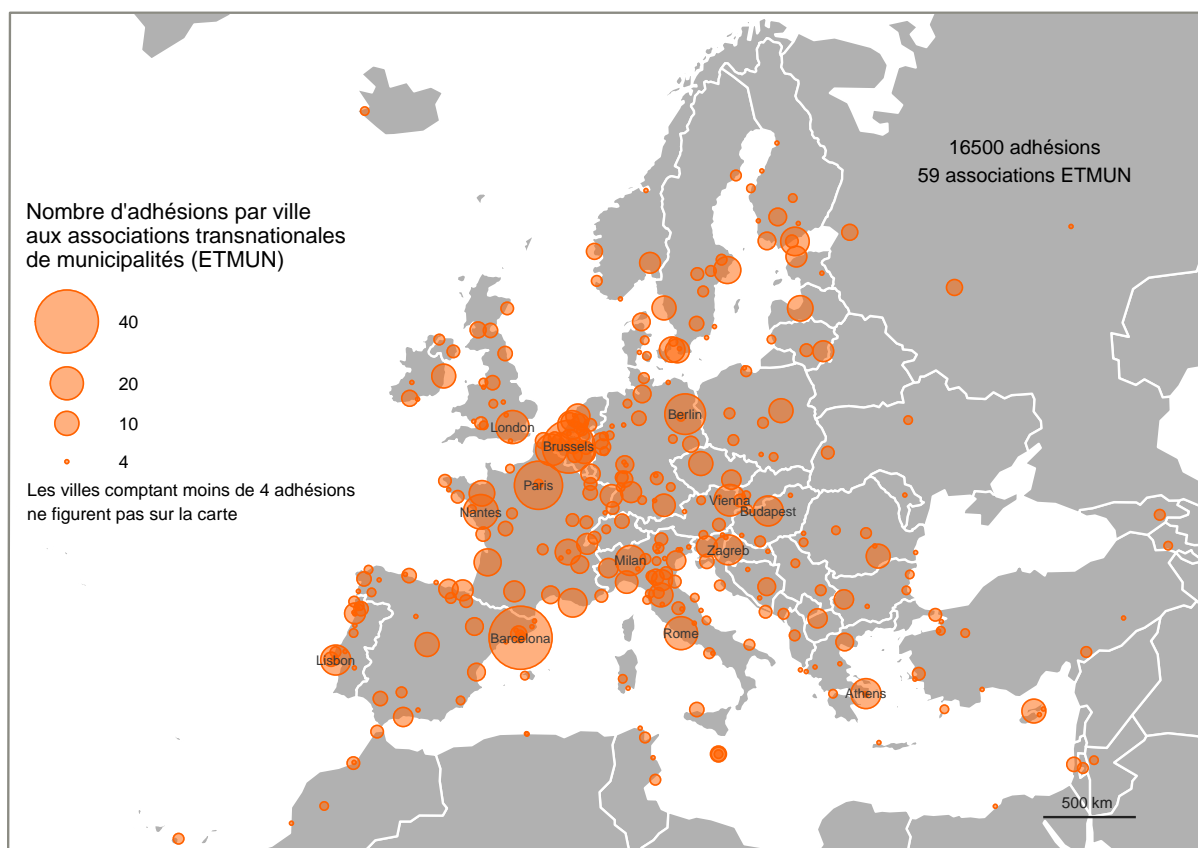 16500 adhésions
59 associations ETMUN
Nombre d'adhésions par ville
aux associations transnationales
de municipalités (ETMUN)
40
20
10
4
Les villes comptant moins de 4 adhésions
ne figurent pas sur la carte
London
Berlin
Brussels
Paris
Nantes
Vienna
Budapest
Milan
Zagreb
Barcelona
Rome
Lisbon
Athens
500 km